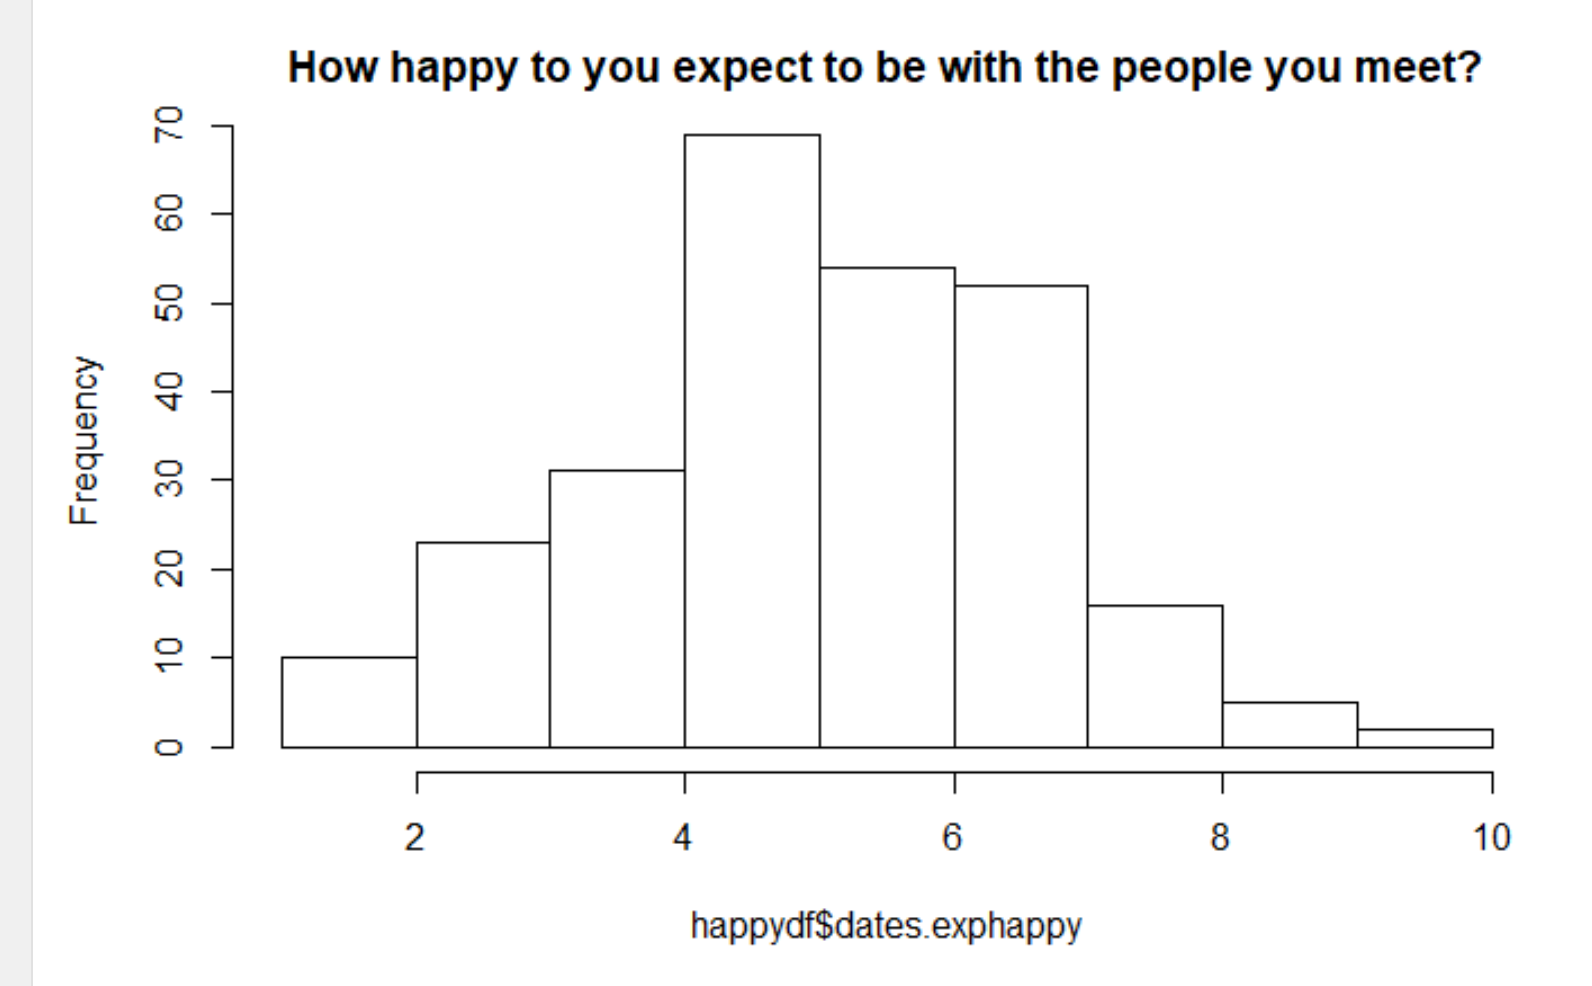 How happy to you expect to be with the people you meet?
70
60
50
40
30
20
10
0
Frequency
2 4 6 8 10
happydf$dates.exphappy